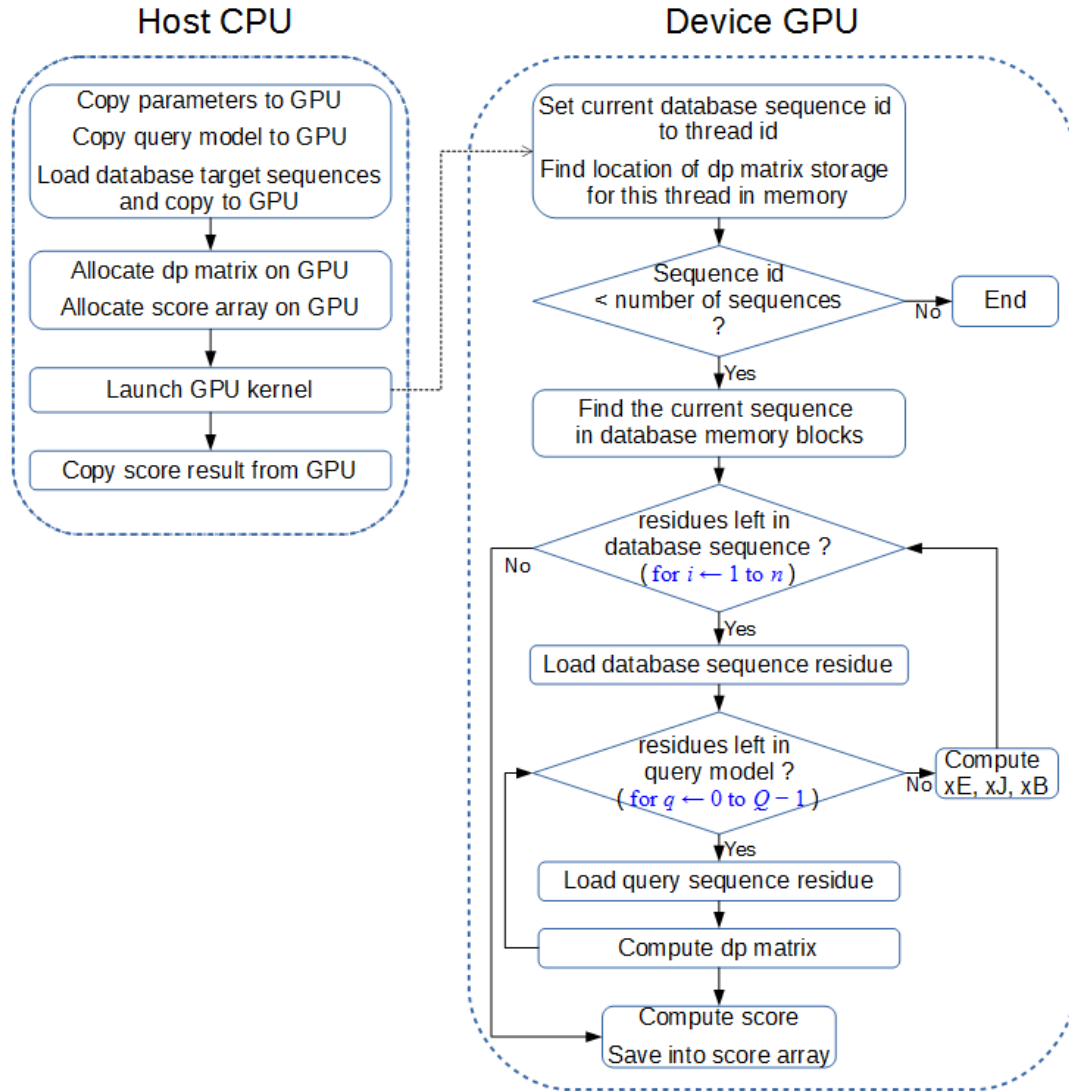 Host CPU
Copy parameters to GPU
Copy query model to GPU
Load database target sequences
and copy to GPU
Allocate dp matrix on GPU
Allocate score array on GPU
Launch GPU kernel
Copy score result from GPU
Device GPU
Set current database sequence id
to thread id
Find location of dp matrix storage
for this thread in memory
Sequence id
< number of sequences
?
No
End
Yes
Find the current sequence
in database memory blocks
residues left in
database sequence ?
( for i ← 1 to n )
No
Yes
Load database sequence residue
residues left in
query model ?
( for q ← 0 to Q − 1 )
No
Compute
xE, xJ, xB
Yes
Load query sequence residue
Compute dp matrix
Compute score
Save into score array